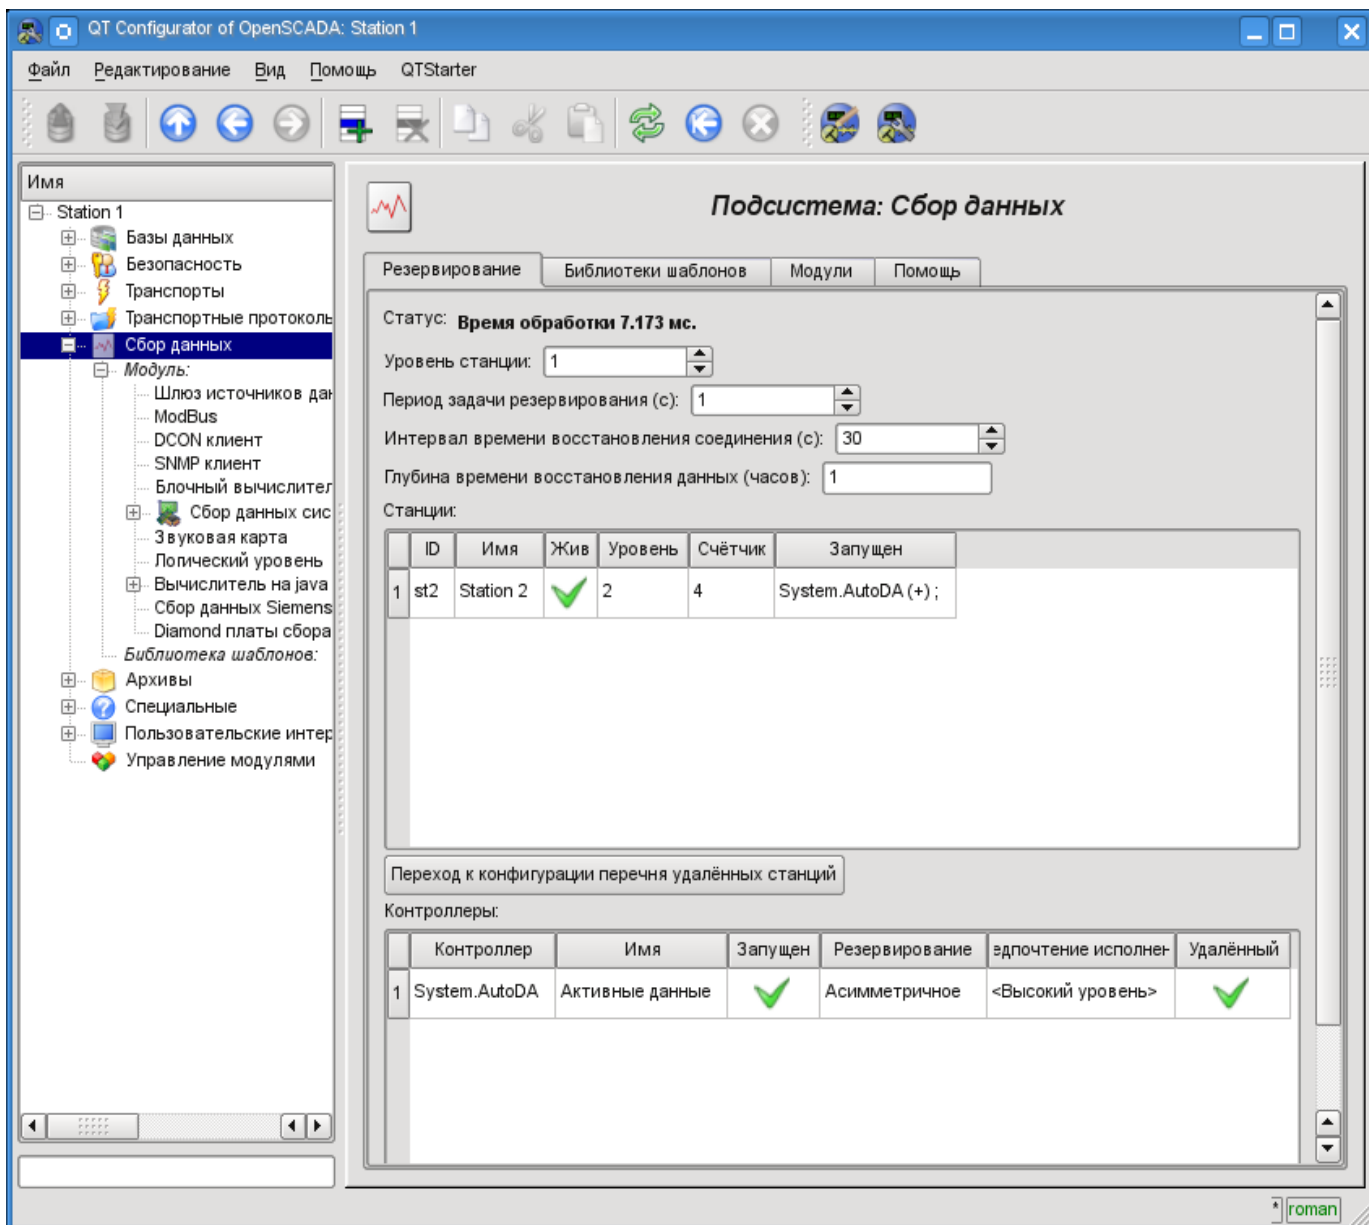 QT Configurator of OpenSCADA: Station 1
Файл Редактирование Вид Помощь QTStarter
Имя
Station 1
Базы данных
Безопасность
Транспорты
Транспортные протоколь
Сбор данных
Модуль:
Шлюз источников дан
ModBus
DCON клиент
SNMP клиент
Блочный вычислител
Сбор данных сис
Звуковая карта
Логический уровень
Вычислитель на java
Сбор данных Siemens
Diamond платы сбора
Библиотека шаблонов:
Архивы
Специальные
Пользовательские интер
Управление модулями
Подсистема: Сбор данных
Резервирование Библиотеки шаблонов Модули Помощь
Статус: Время обработки 7.173 мс.
Уровень станции: 1
Период задачи резервирования (с): 1
Интервал времени восстановления соединения (с): 30
Глубина времени восстановления данных (часов): 1
Станции:
ID Имя Жив Уровень Счётчик Запущен
1 st2 Station 2 2 4 System.AutoDA (+) ;
Переход к конфигурации перечня удалённых станций
Контроллеры:
Контроллер Имя Запущен Резервирование едпочтение исполнен Удалённый
1 System.AutoDA Активные данные Асимметричное <Высокий уровень>
* roman